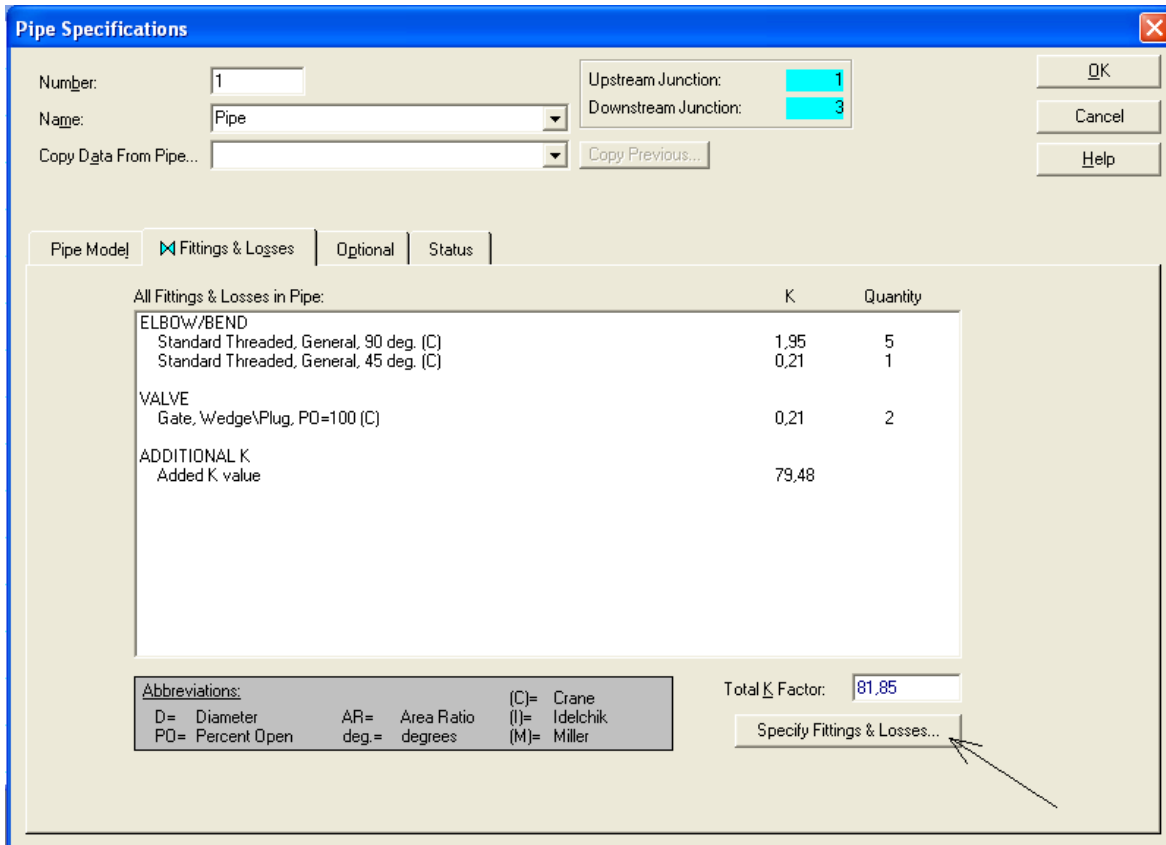 Pipe Specifications
Number: 1
Name: Pipe
Copy Data From Pipe... Copy Previous...
Upstream Junction: 1
Downstream Junction: 3
OK
Cancel
Help
Pipe Model Fittings & Losses Optional Status
All Fittings & Losses in Pipe: K Quantity
ELBOW/BEND
Standard Threaded, General, 90 deg. (C) 1,95 5
Standard Threaded, General, 45 deg. (C) 0,21 1
VALVE
Gate, Wedge\Plug, PO=100 (C) 0,21 2
ADDITIONAL K
Added K value 79,48
Abbreviations:
D= Diameter AR= Area Ratio (C)= Crane
PO= Percent Open deg.= degrees (I)= Idelchik
(M)= Miller
Total K Factor: 81,85
Specify Fittings & Losses...